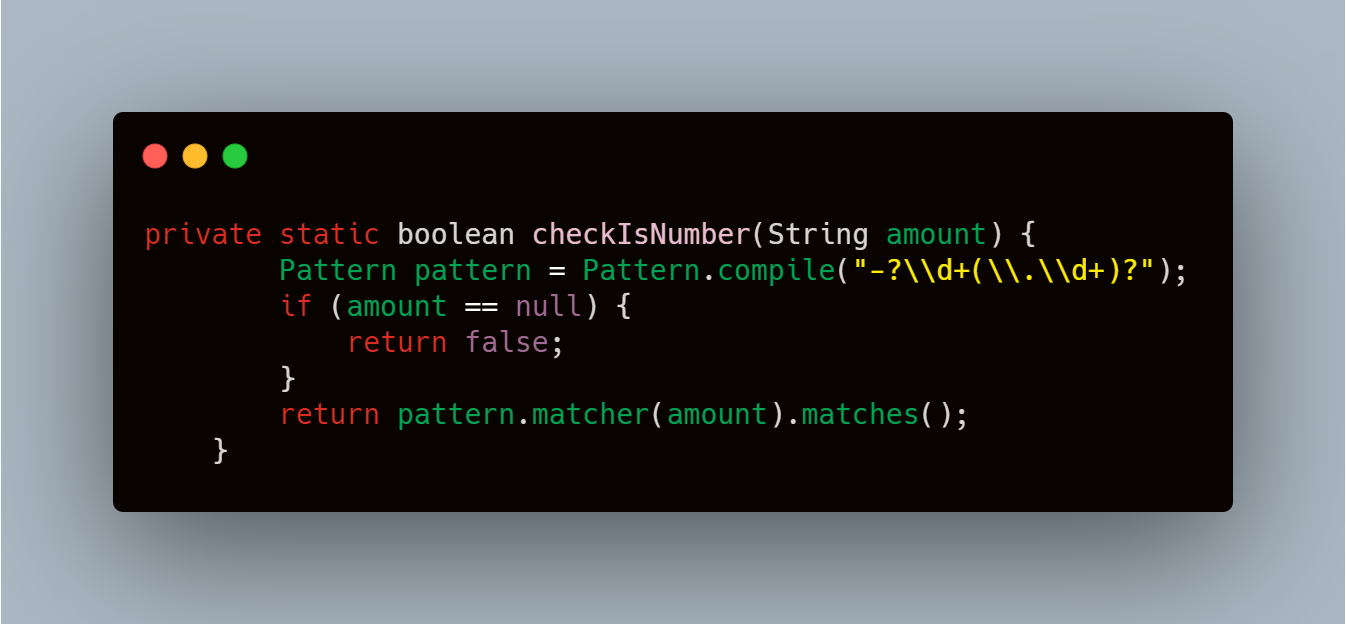 private static boolean checkIsNumber(String amount) {
        Pattern pattern = Pattern.compile("-?\\d+(\\.\\d+)?");
        if (amount == null) {
            return false;
        }
        return pattern.matcher(amount).matches();
    }